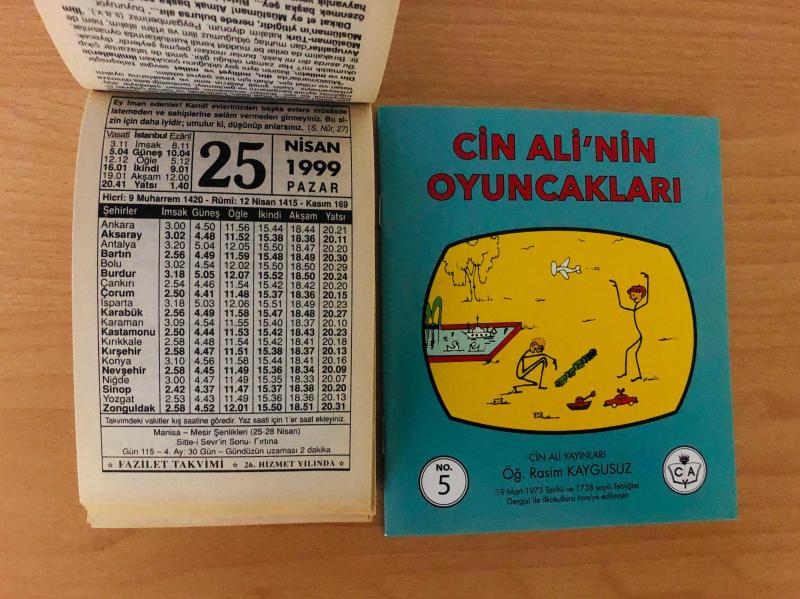 Ey iman edenler! Kendi evlerinizden başka evlere müsâade
istemeden ve sahiplerine selâm vermeden girmeyiniz. Bu si-
zin için daha iyidir; umulur ki, düşünüp anlarsınız. (S. Nûr, 27)
Vasatî İstanbul Ezânî
3.11 İmsak 8.11
5.04 Güneş 10.04
12.12 Öğle 5.12
16.01 İkindi 9.01
19.01 Akşam 12.00
20.41 Yatsı 1.40
25
NİSAN
1999
PAZAR
Hicrî: 9 Muharrem 1420 - Rûmî: 12 Nisan 1415 - Kasım 169
Şehirler İmsak Güneş Öğle İkindi Akşam Yatsı
Ankara 3.00 4.50 11.56 15.44 18.44 20.21
Aksaray 3.02 4.48 11.52 15.38 18.36 20.11
Antalya 3.20 5.04 12.05 15.50 18.47 20.20
Bartın 2.56 4.49 11.59 15.48 18.49 20.30
Bolu 3.02 4.54 12.02 15.50 18.50 20.29
Burdur 3.18 5.05 12.07 15.52 18.50 20.24
Çankırı 2.54 4.46 11.54 15.42 18.42 20.20
Çorum 2.50 4.41 11.48 15.37 18.36 20.15
Isparta 3.18 5.03 12.06 15.51 18.49 20.23
Karabük 2.56 4.49 11.58 15.47 18.48 20.27
Karaman 3.09 4.54 11.55 15.40 18.37 20.10
Kastamonu 2.50 4.44 11.53 15.42 18.43 20.23
Kırıkkale 2.58 4.48 11.54 15.42 18.41 20.18
Kırşehir 2.58 4.47 11.51 15.38 18.37 20.13
Konya 3.10 4.56 11.58 15.44 18.41 20.16
Nevşehir 2.58 4.45 11.49 15.36 18.34 20.09
Niğde 3.00 4.47 11.49 15.35 18.33 20.07
Sinop 2.42 4.37 11.47 15.37 18.38 20.20
Yozgat 2.53 4.43 11.49 15.36 18.36 20.13
Zonguldak 2.58 4.52 12.01 15.50 18.51 20.31
Takvimdeki vakitler kış saatine göredir. Yaz saati için 1'er saat ekleyiniz.
Manisa – Mesir Şenlikleri (25-28 Nisan)
Sitte-i Sevr'in Sonu- Fırtına
Gün 115 – 4. Ay: 30 Gün – Gündüzün uzaması 2 dakika
FAZİLET TAKVİMİ 26. HİZMET YILINDA
CİN ALİ'NİN
OYUNCAKLARI
CİN ALİ YAYINLARI
Öğ. Rasim KAYGUSUZ
19 Mart 1973 Tarihli ve 1738 sayılı Tebliğler
Dergisi ile ilkokullara tavsiye edilmiştir
NO.
5
C A
Y